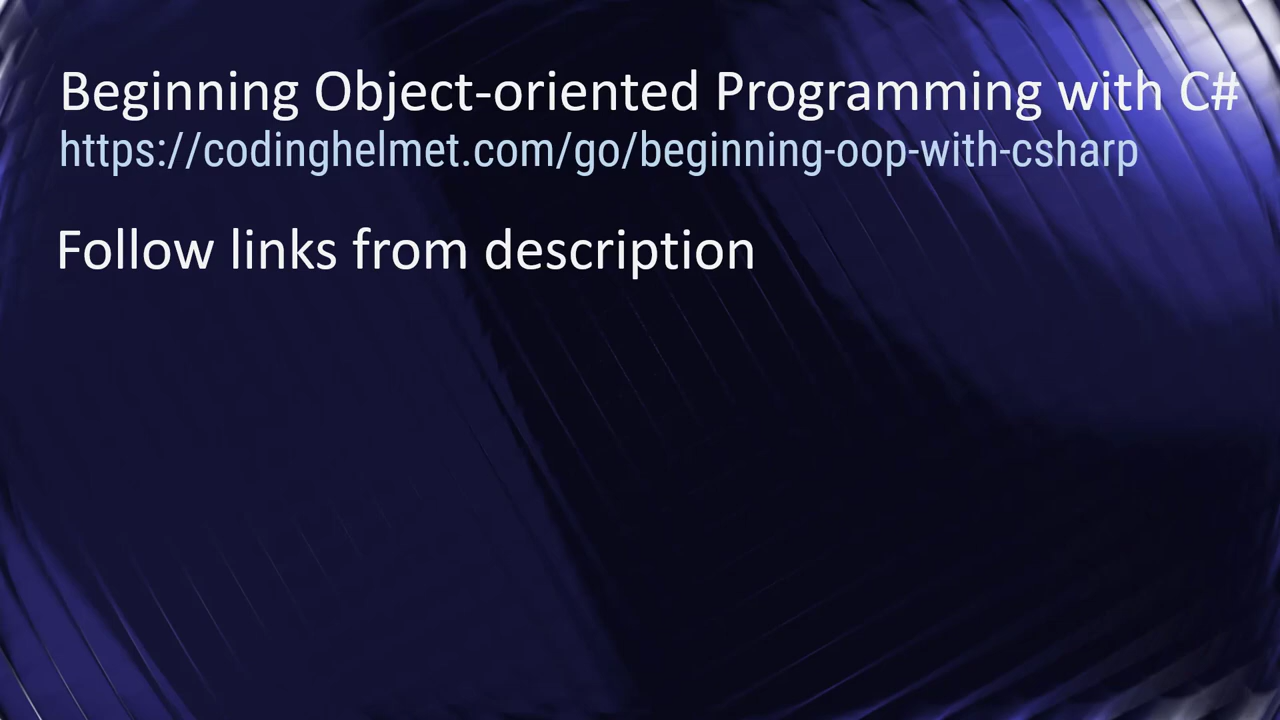 Beginning Object-oriented Programming with C#
https://codinghelmet.com/go/beginning-oop-with-csharp
Follow links from description